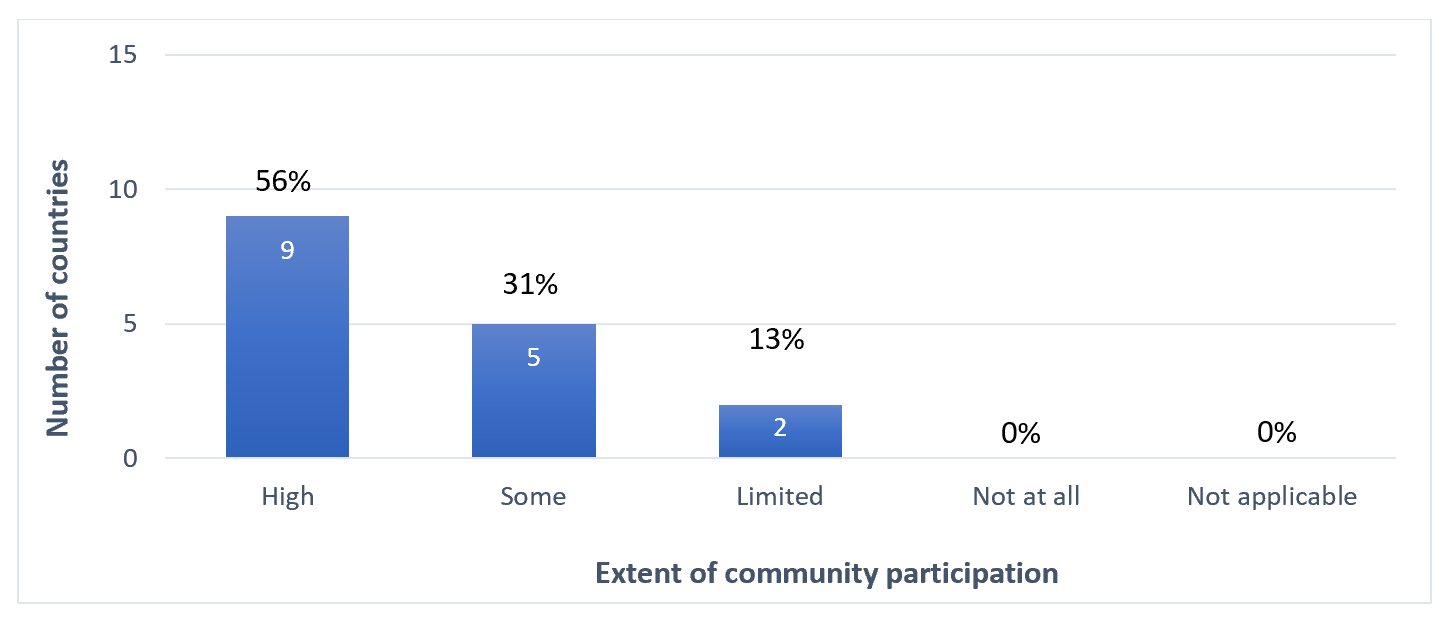 15
56%
10
9
31%
13%
5
5
2
0%
0%
0
High
Some
Limited
Not at all
Not applicable
Number of countries
Extent of community participation